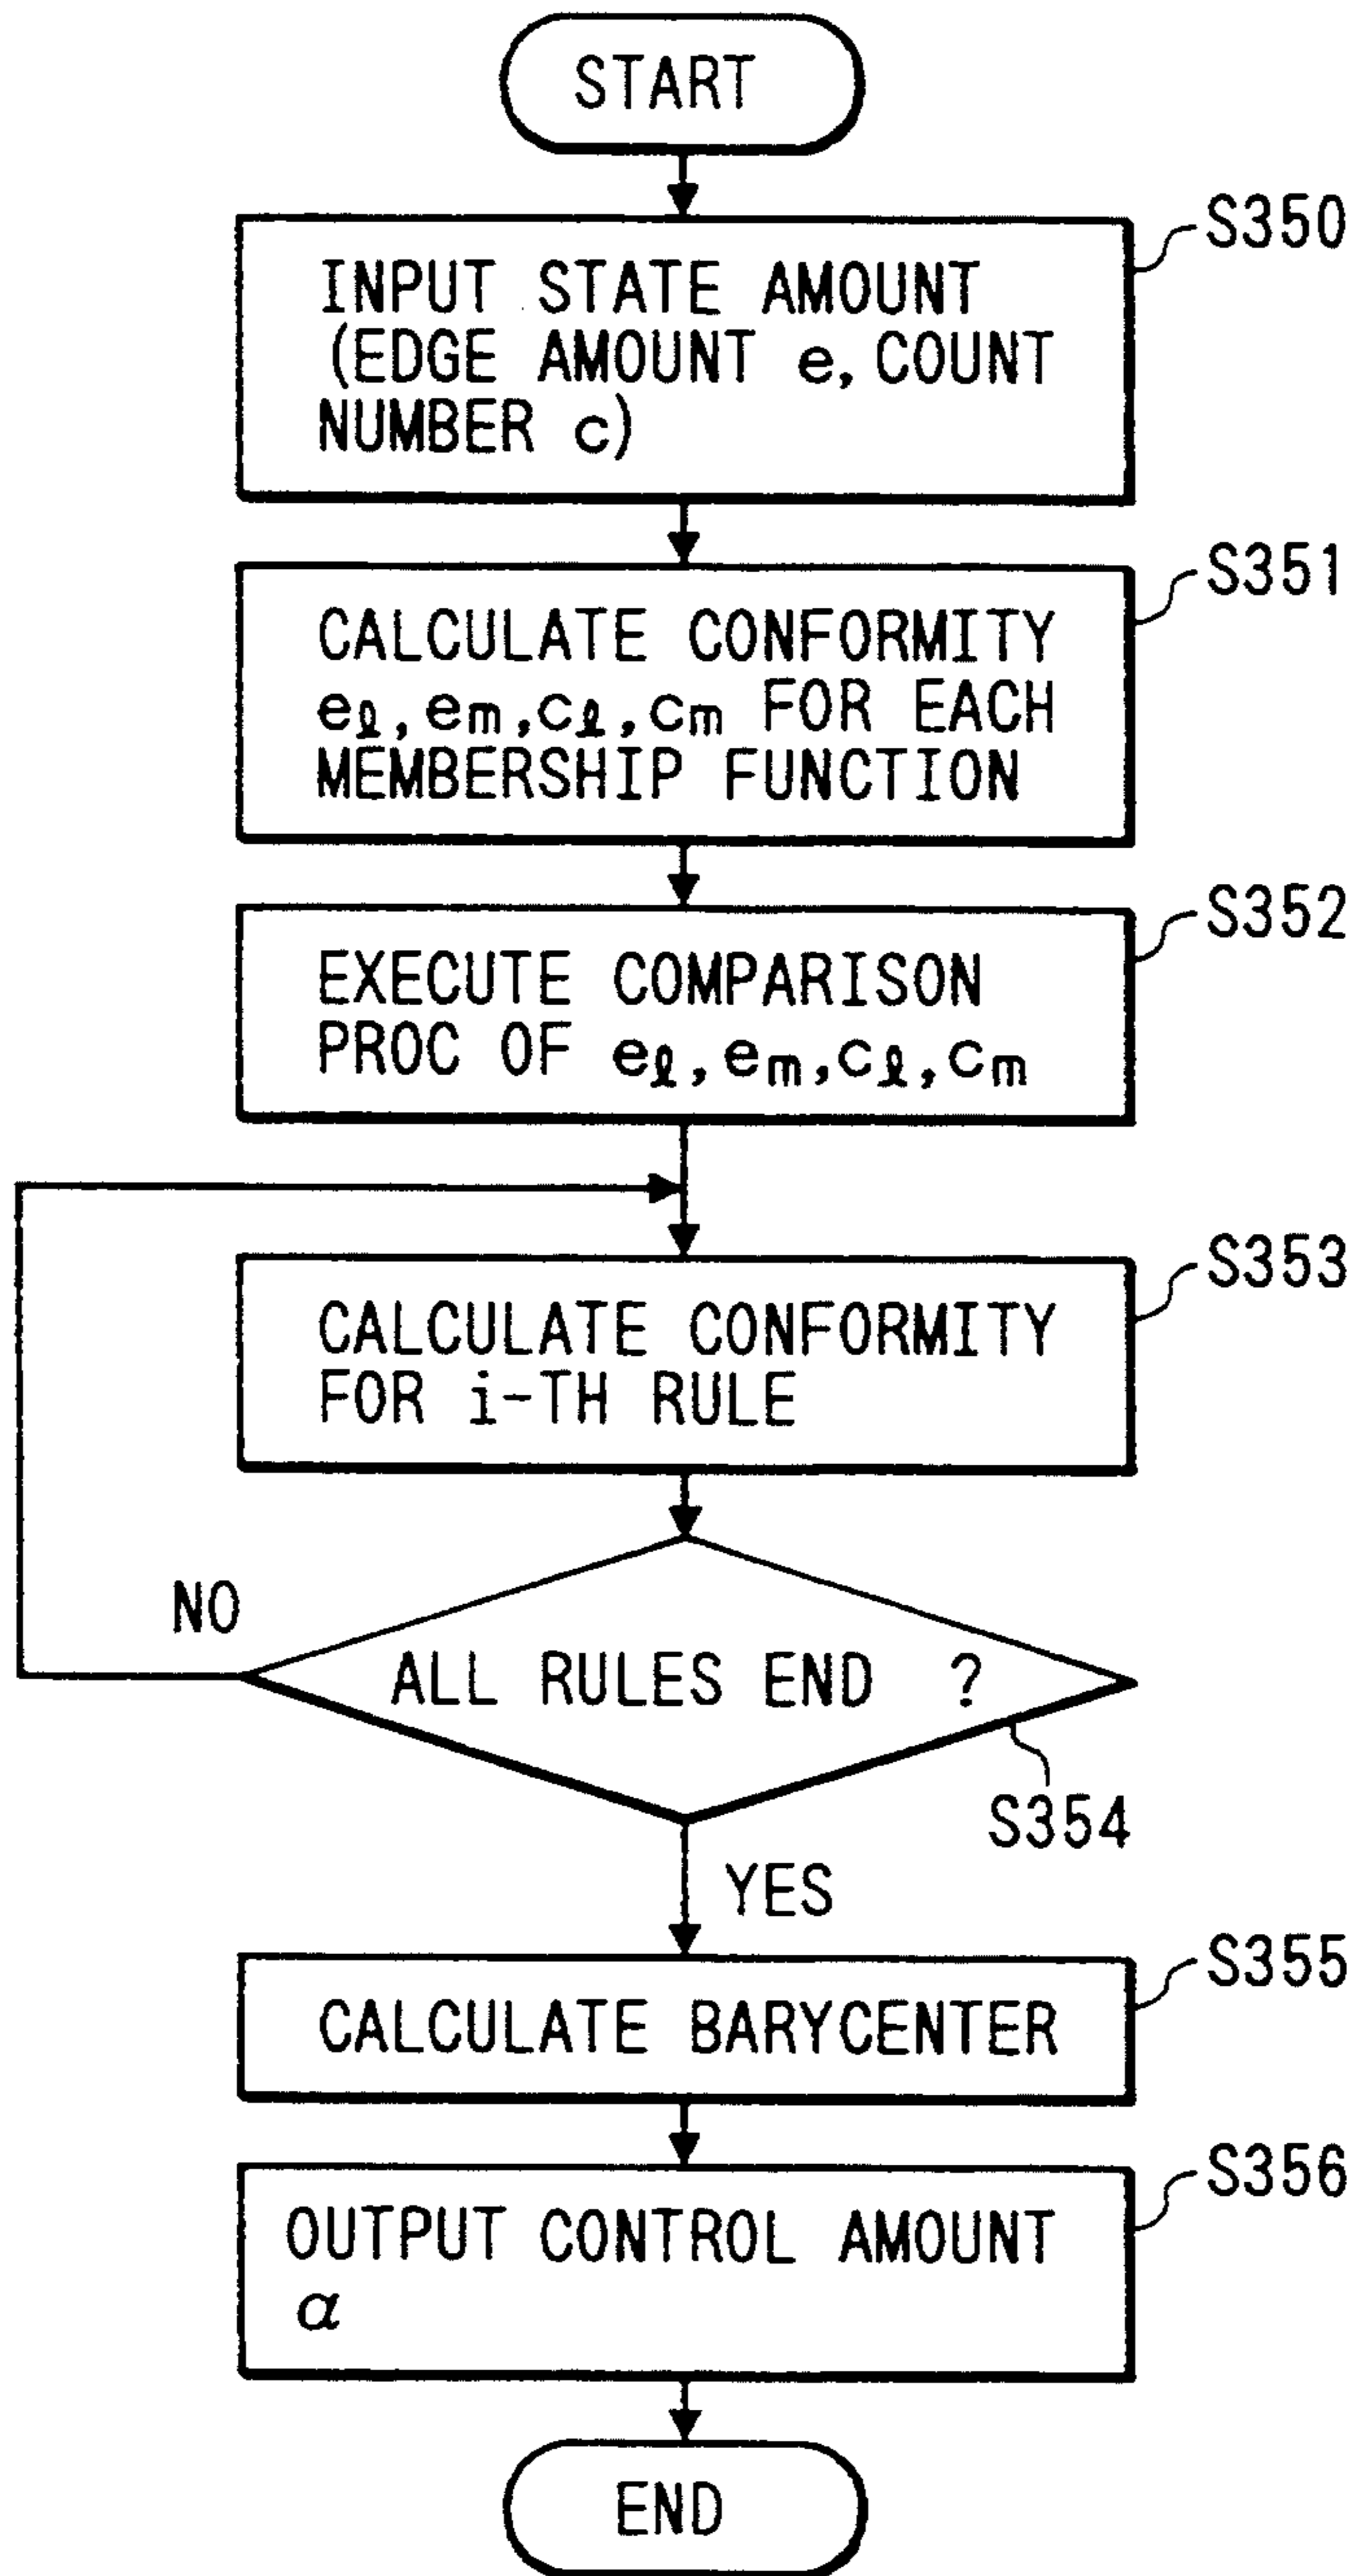 START
S350
INPUT STATE AMOUNT
(EDGE AMOUNT e, COUNT
NUMBER c)
S351
CALCULATE CONFORMITY
eℓ, em, cℓ, cm FOR EACH
MEMBERSHIP FUNCTION
S352
EXECUTE COMPARISON
PROC OF eℓ, em, cℓ, cm
S353
CALCULATE CONFORMITY
FOR i-TH RULE
NO
ALL RULES END ?
S354
YES
S355
CALCULATE BARYCENTER
S356
OUTPUT CONTROL AMOUNT
α
END